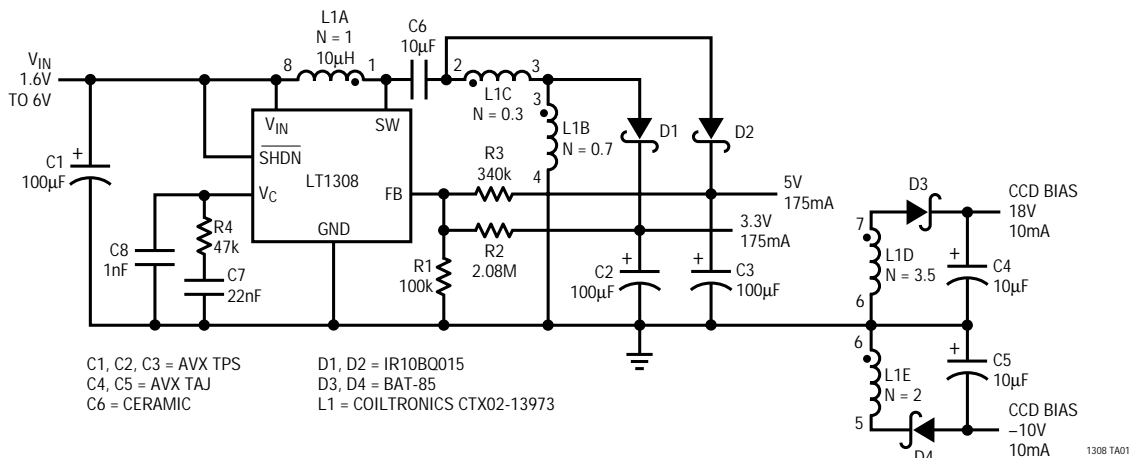 L1A
N = 1
10µH
C6
10µF
VIN
1.6V
TO 6V
8
1
2
3
L1C
N = 0.3
3
L1B
N = 0.7
4
D1
D2
VIN
SW
SHDN
LT1308
VC
FB
GND
C1
100µF
+
R3
340k
5V
175mA
3.3V
175mA
R2
2.08M
R1
100k
R4
47k
C8
1nF
C7
22nF
C2
100µF
+
C3
100µF
+
D3
CCD BIAS
18V
10mA
7
L1D
N = 3.5
6
C4
10µF
+
6
L1E
N = 2
5
C5
10µF
+
D4
CCD BIAS
–10V
10mA
C1, C2, C3 = AVX TPS
C4, C5 = AVX TAJ
C6 = CERAMIC
D1, D2 = IR10BQ015
D3, D4 = BAT-85
L1 = COILTRONICS CTX02-13973
1308 TA01